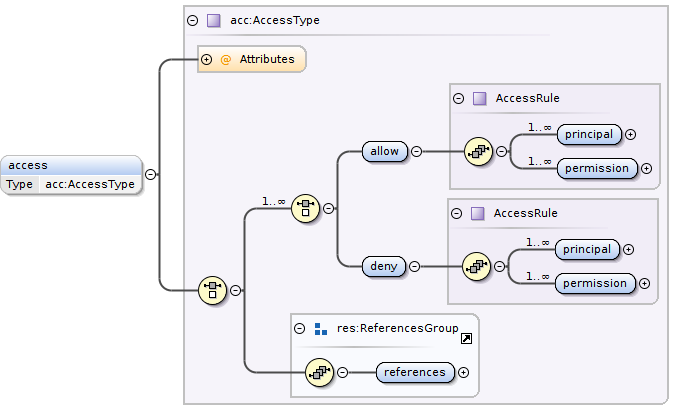 acc:AccessType
@ Attributes
AccessRule
1..∞
principal
allow
1..∞
permission
access
Type acc:AccessType
1..∞
AccessRule
1..∞
principal
deny
1..∞
permission
res:ReferencesGroup
references